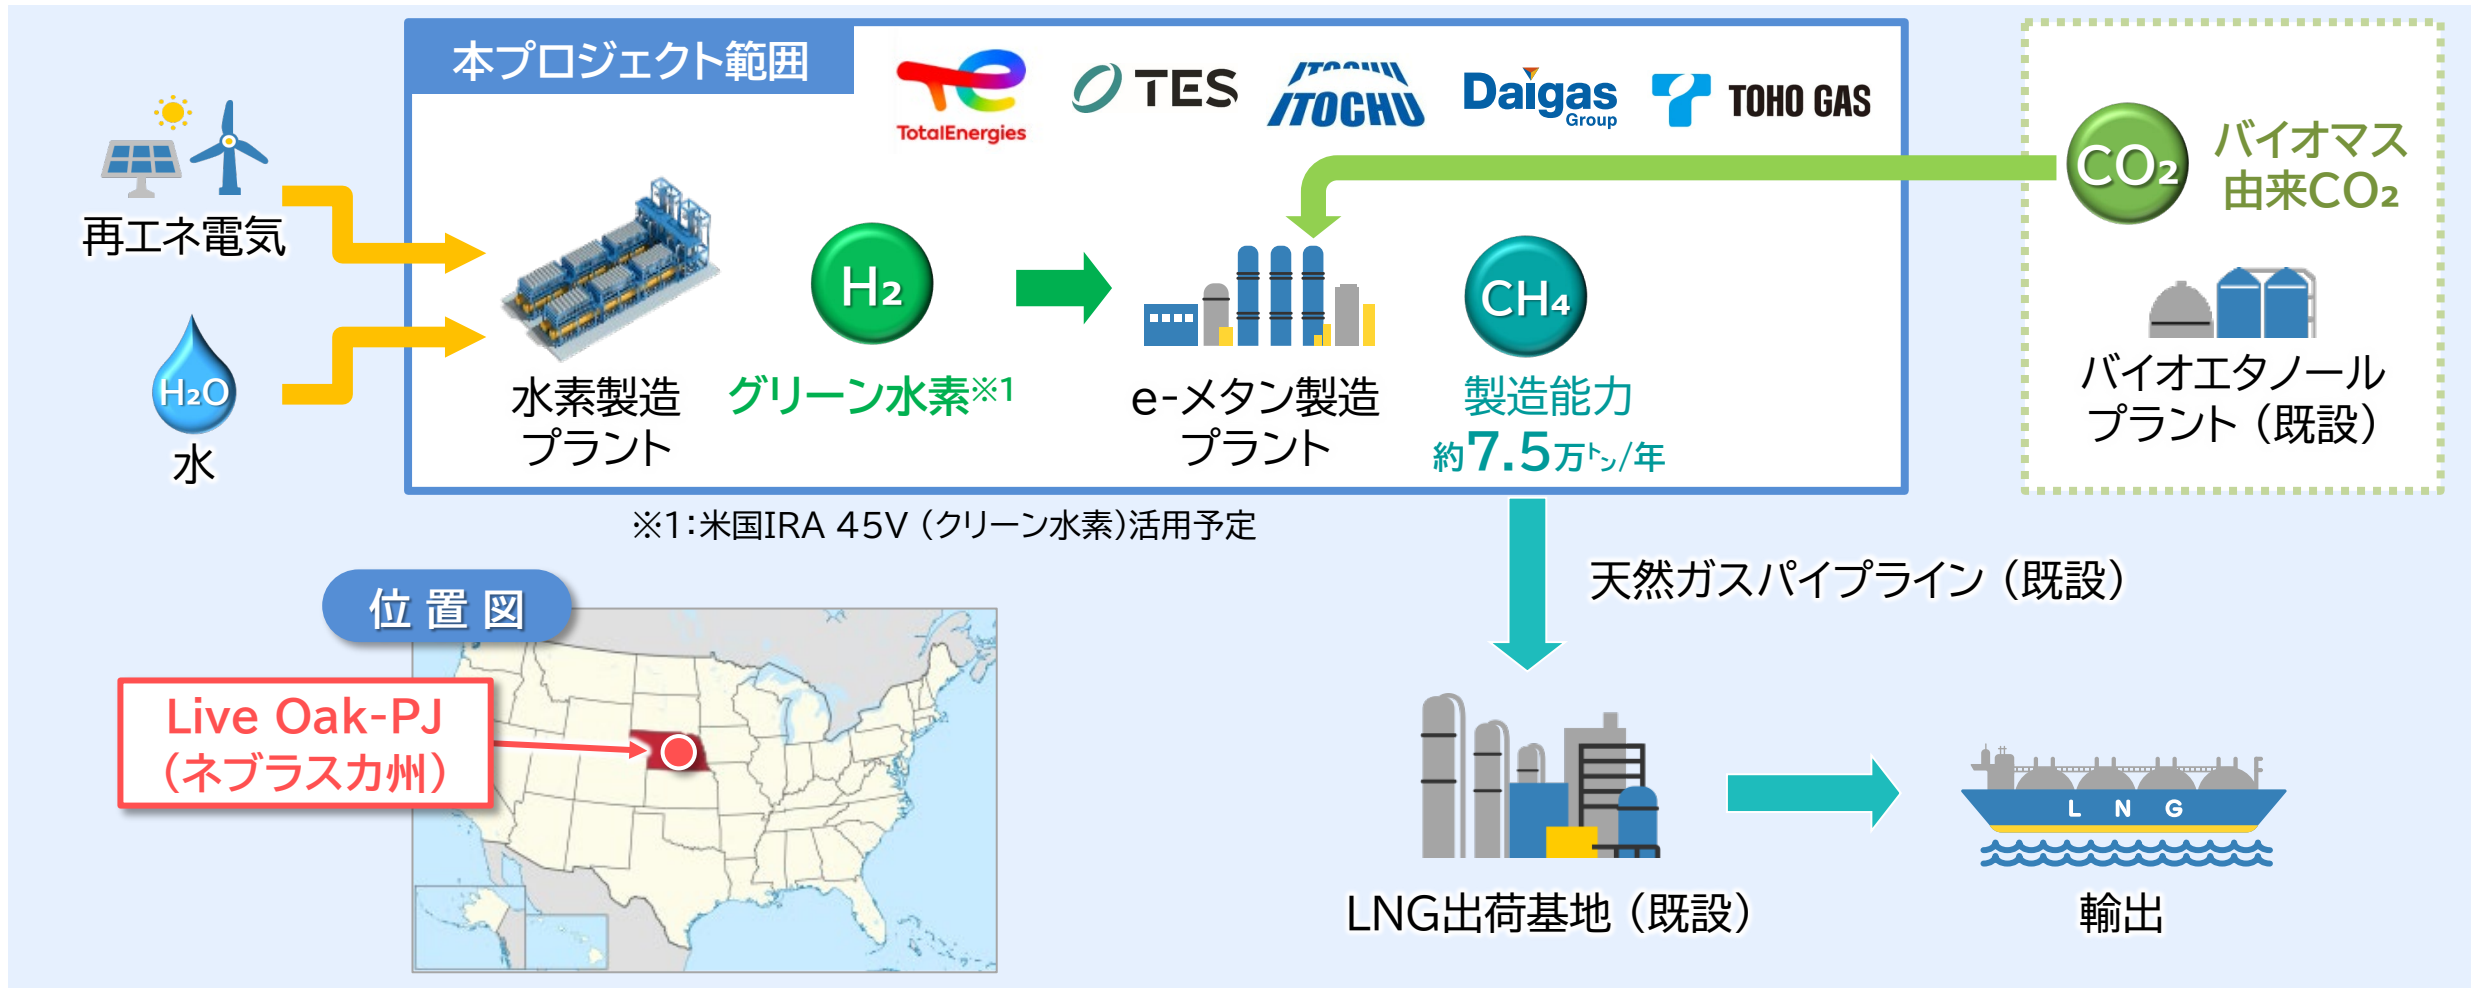 本プロジェクト範囲
TotalEnergies
TES
ITOCHU
ITOCHU
Daigas
Group
TOHO GAS
再エネ電気
H₂O
水
水素製造
プラント
H₂
グリーン水素※1
e-メタン製造
プラント
CH₄
製造能力
約7.5万㌧/年
CO₂
バイオマス
由来CO₂
バイオエタノール
プラント（既設）
※1：米国IRA 45V（クリーン水素）活用予定
天然ガスパイプライン（既設）
位置図
Live Oak-PJ
（ネブラスカ州）
LNG
LNG出荷基地（既設）
輸出